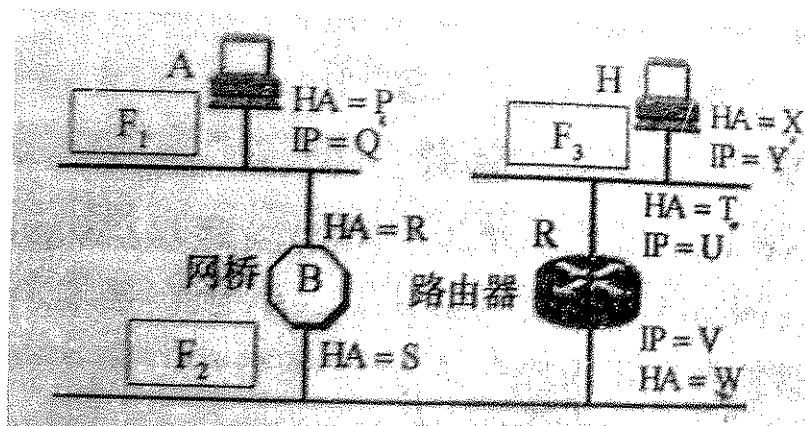 A
HA = P
IP = Q
F₁
H
HA = X
IP = Y
F₃
HA = R
HA = T
IP = U
网桥
B
R
路由器
F₂
HA = S
IP = V
HA = W